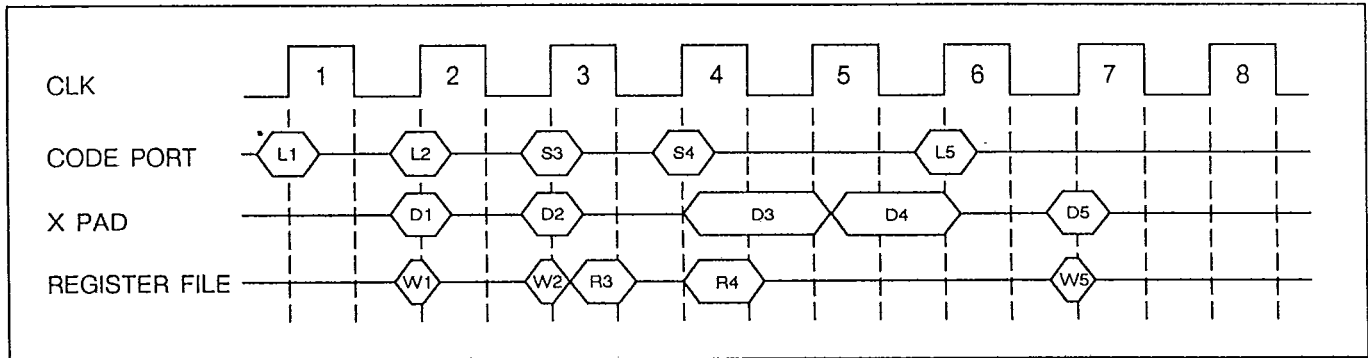 CLK 1 2 3 4 5 6 7 8
CODE PORT L1 L2 S3 S4 L5
X PAD D1 D2 D3 D4 D5
REGISTER FILE W1 W2 R3 R4 W5